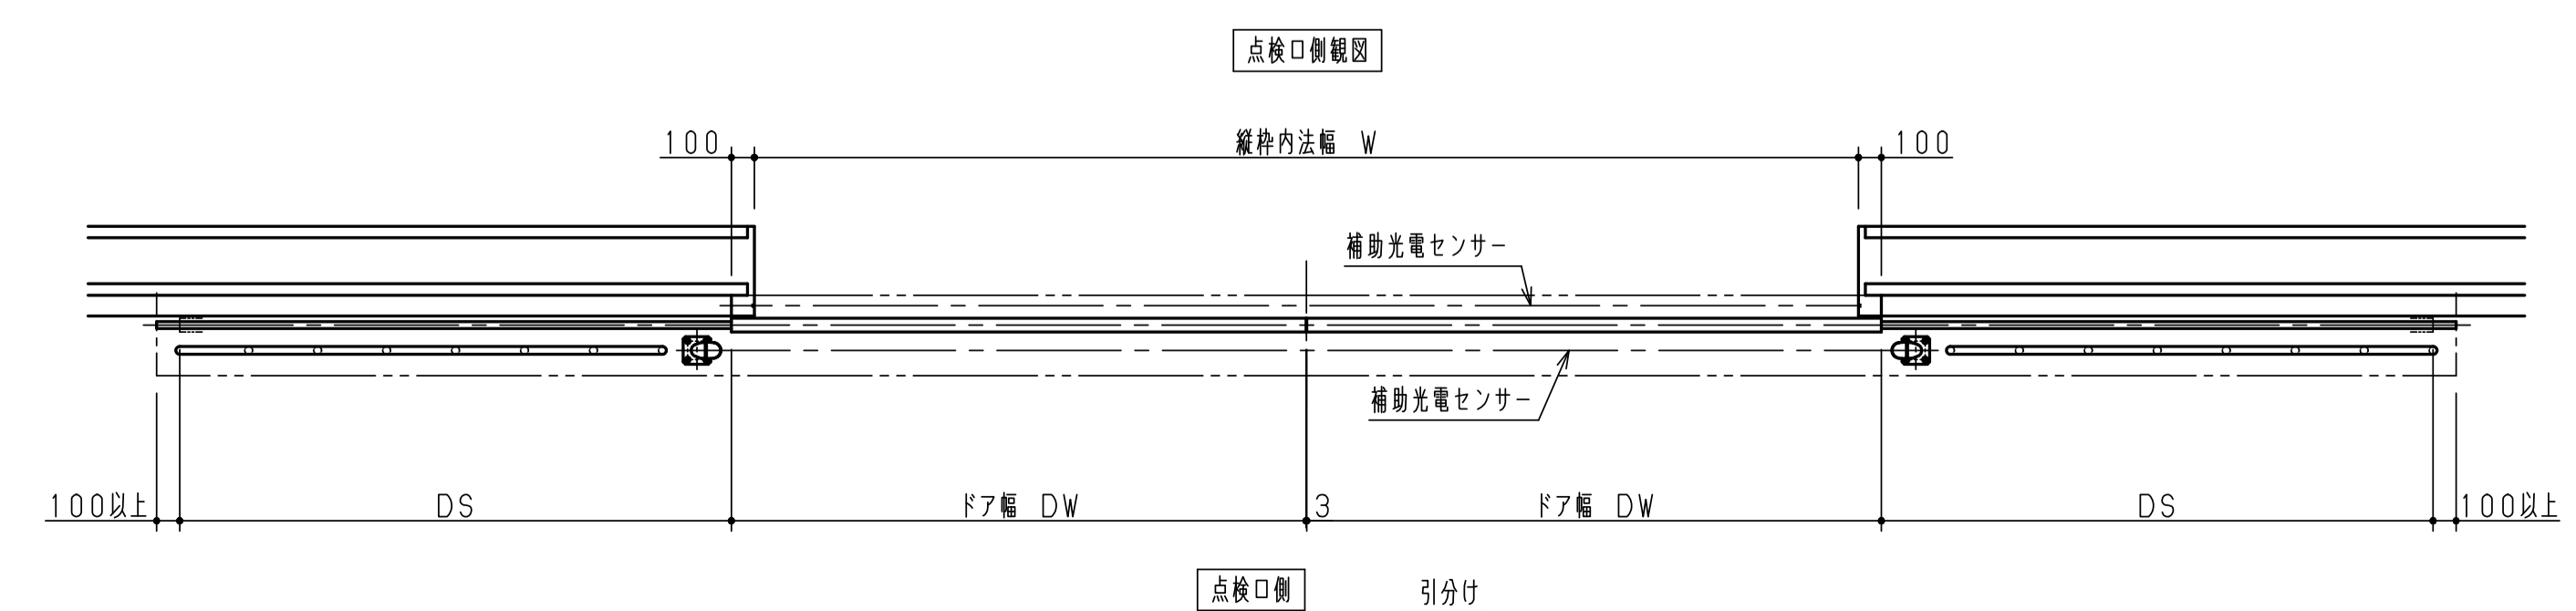 点検口側観図
100
縦枠内法幅 W
100
補助光電センサー
補助光電センサー
100以上
DS
ドア幅 DW
3
ドア幅 DW
DS
100以上
点検口側
引分け